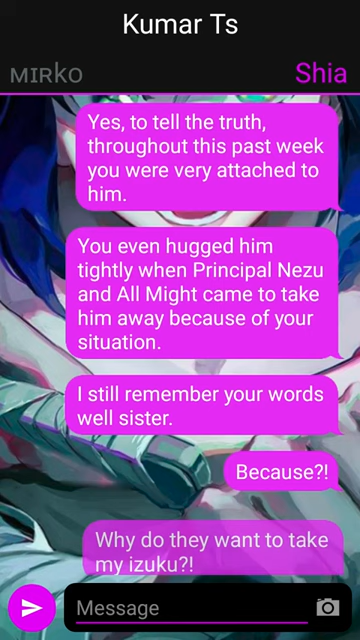 Kumar Ts
ᴍɪʀko
Shia
Yes, to tell the truth,
throughout this past week
you were very attached to
him.
You even hugged him
tightly when Principal Nezu
and All Might came to take
him away because of your
situation.
I still remember your words
well sister.
Because?!
Why do they want to take
my izuku?!
Message